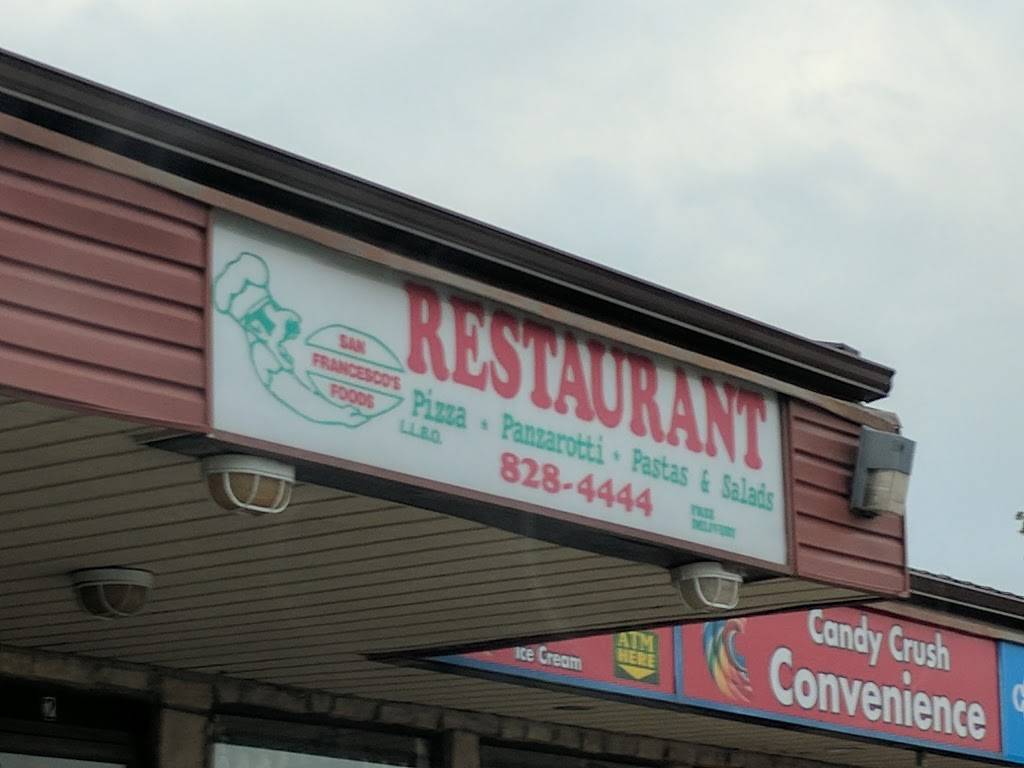 SAN
FRANCESCO'S
FOODS
RESTAURANT
Pizza * Panzarotti * Pastas & Salads
L.L.B.O.
828-4444
FREE
DELIVERY
Ice Cream
ATM
HERE
Candy Crush
Convenience